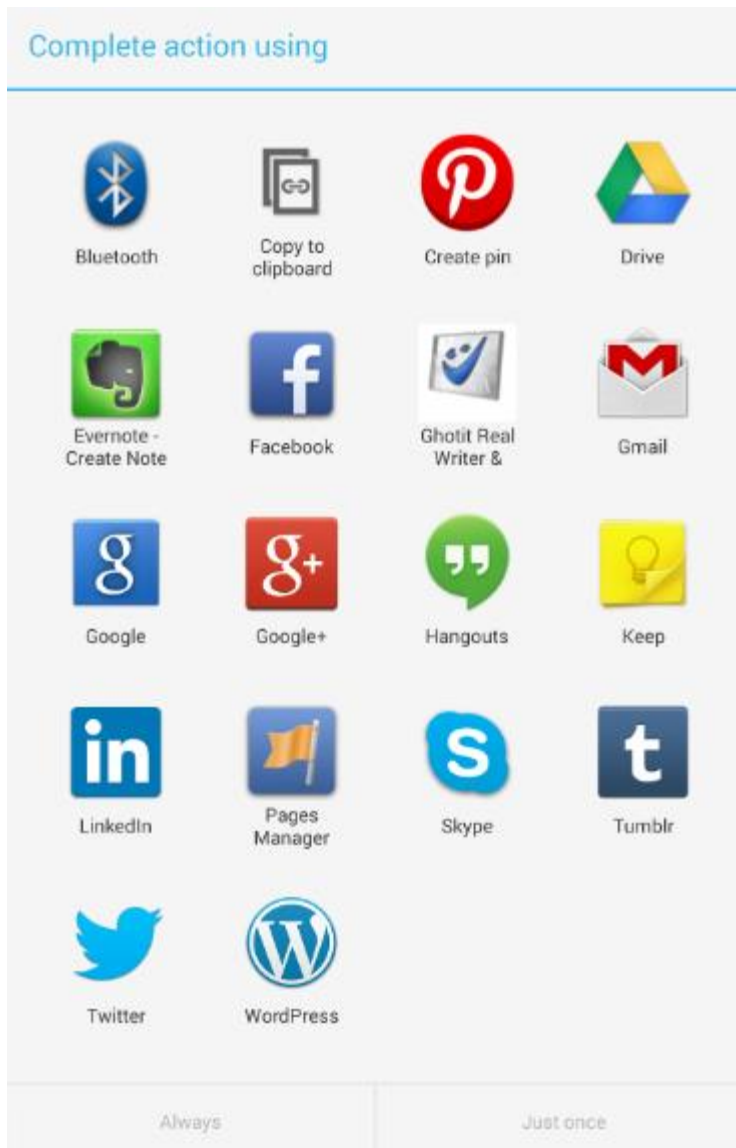 Complete action using
Bluetooth
Copy to
clipboard
Create pin
Drive
Evernote -
Create Note
Facebook
Ghotit Real
Writer &
Gmail
Google
Google+
Hangouts
Keep
LinkedIn
Pages
Manager
Skype
Tumblr
Twitter
WordPress
Always
Just once